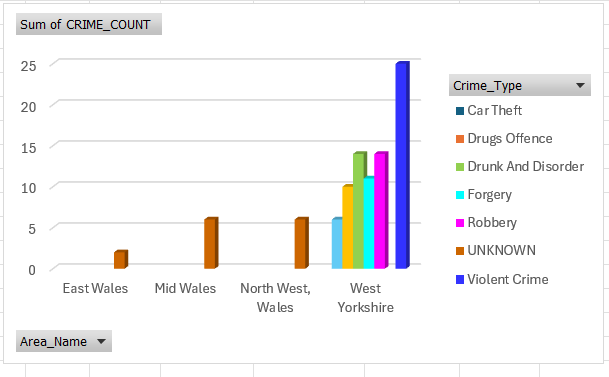 Sum of CRIME_COUNT
25
20
15
10
5
0
East Wales
Mid Wales
North West,
Wales
West
Yorkshire
Crime_Type
Car Theft
Drugs Offence
Drunk And Disorder
Forgery
Robbery
UNKNOWN
Violent Crime
Area_Name